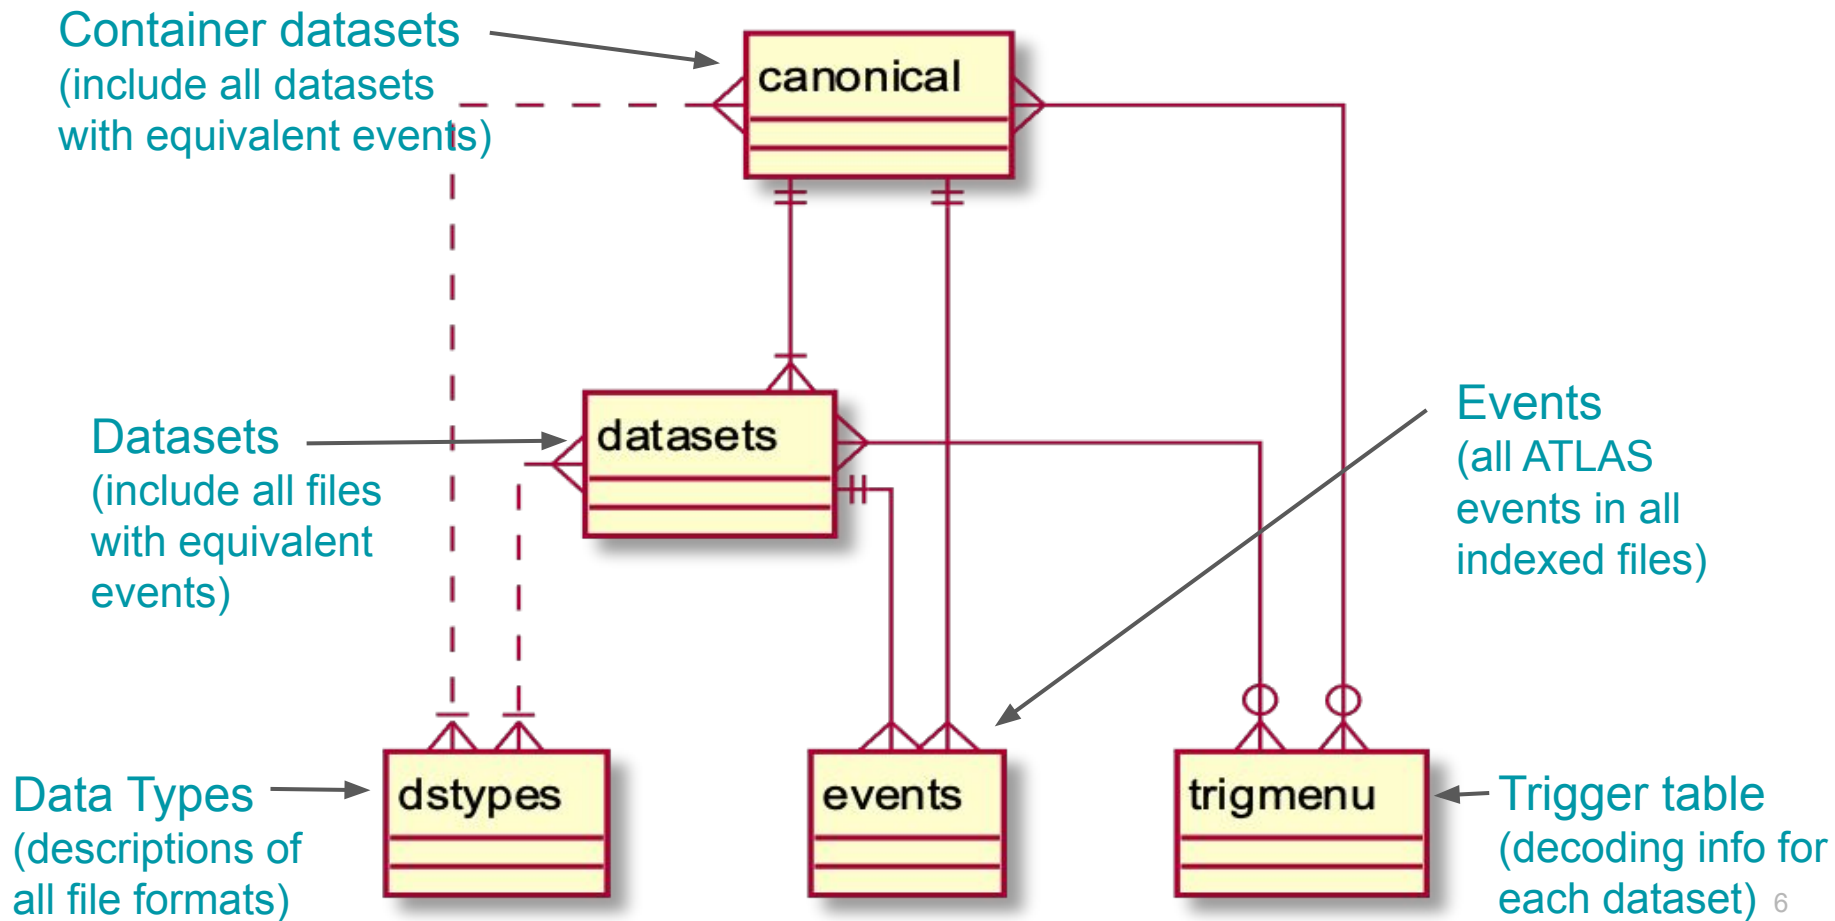 Container datasets
(include all datasets
with equivalent events)
canonical
Datasets
(include all files
with equivalent
events)
datasets
Events
(all ATLAS
events in all
indexed files)
Data Types
(descriptions of
all file formats)
dstypes
events
trigmenu
Trigger table
(decoding info for
each dataset)
6